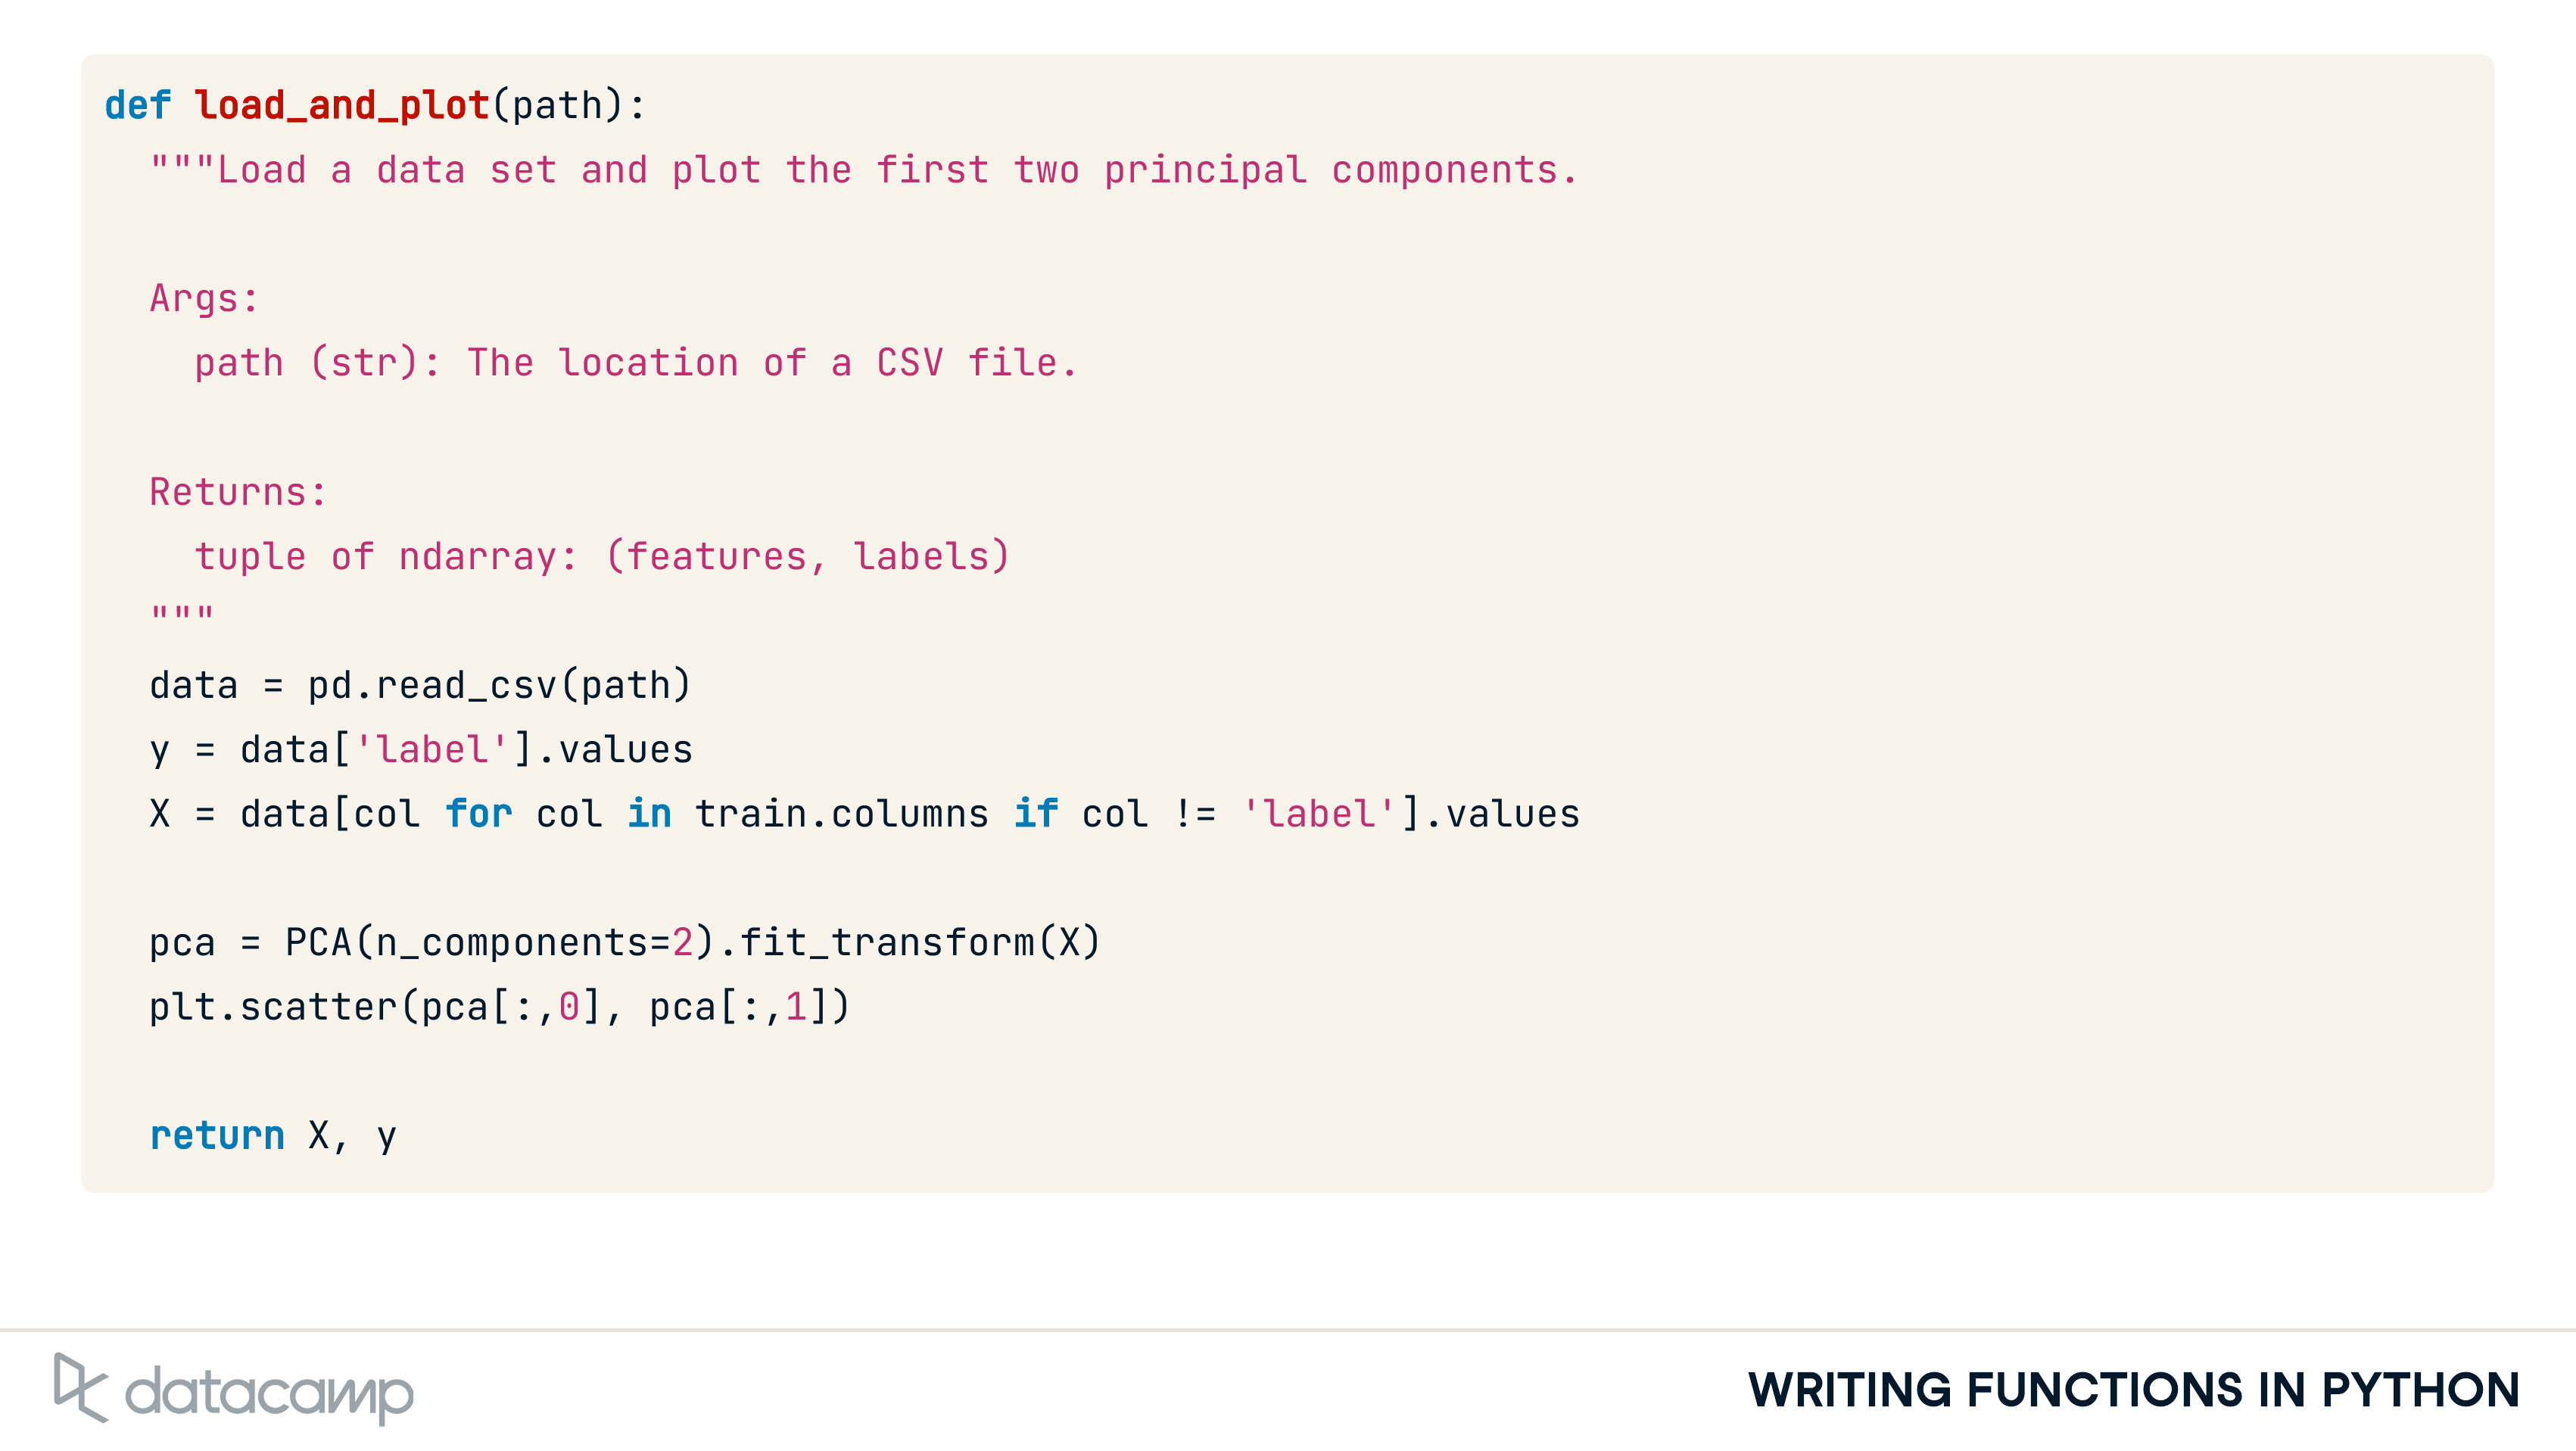 def load_and_plot(path):
"""Load a data set and plot the first two principal components.
Args:
path (str): The location of a CSV file.
Returns:
tuple of ndarray: (features, labels)
"""
data = pd.read_csv(path)
y = data['label'].values
X = data[col for col in train.columns if col != 'label'].values
pca = PCA(n_components=2).fit_transform(X)
plt.scatter(pca[:,0], pca[:,1])
return X, y
datacamp
WRITING FUNCTIONS IN PYTHON